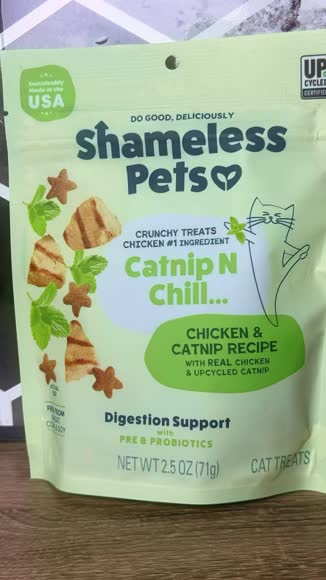 Sustainably
Made in the
USA
UP
CYCLED
CERTIFIED
DO GOOD, DELICIOUSLY
Shameless
Pets
CRUNCHY TREATS
CHICKEN #1 INGREDIENT
Catnip N
Chill...
CHICKEN &
CATNIP RECIPE
WITH REAL CHICKEN
& UPCYCLED CATNIP
Digestion Support
with
PRE & PROBIOTICS
NET WT 2.5 OZ (71g)
CAT TREATS